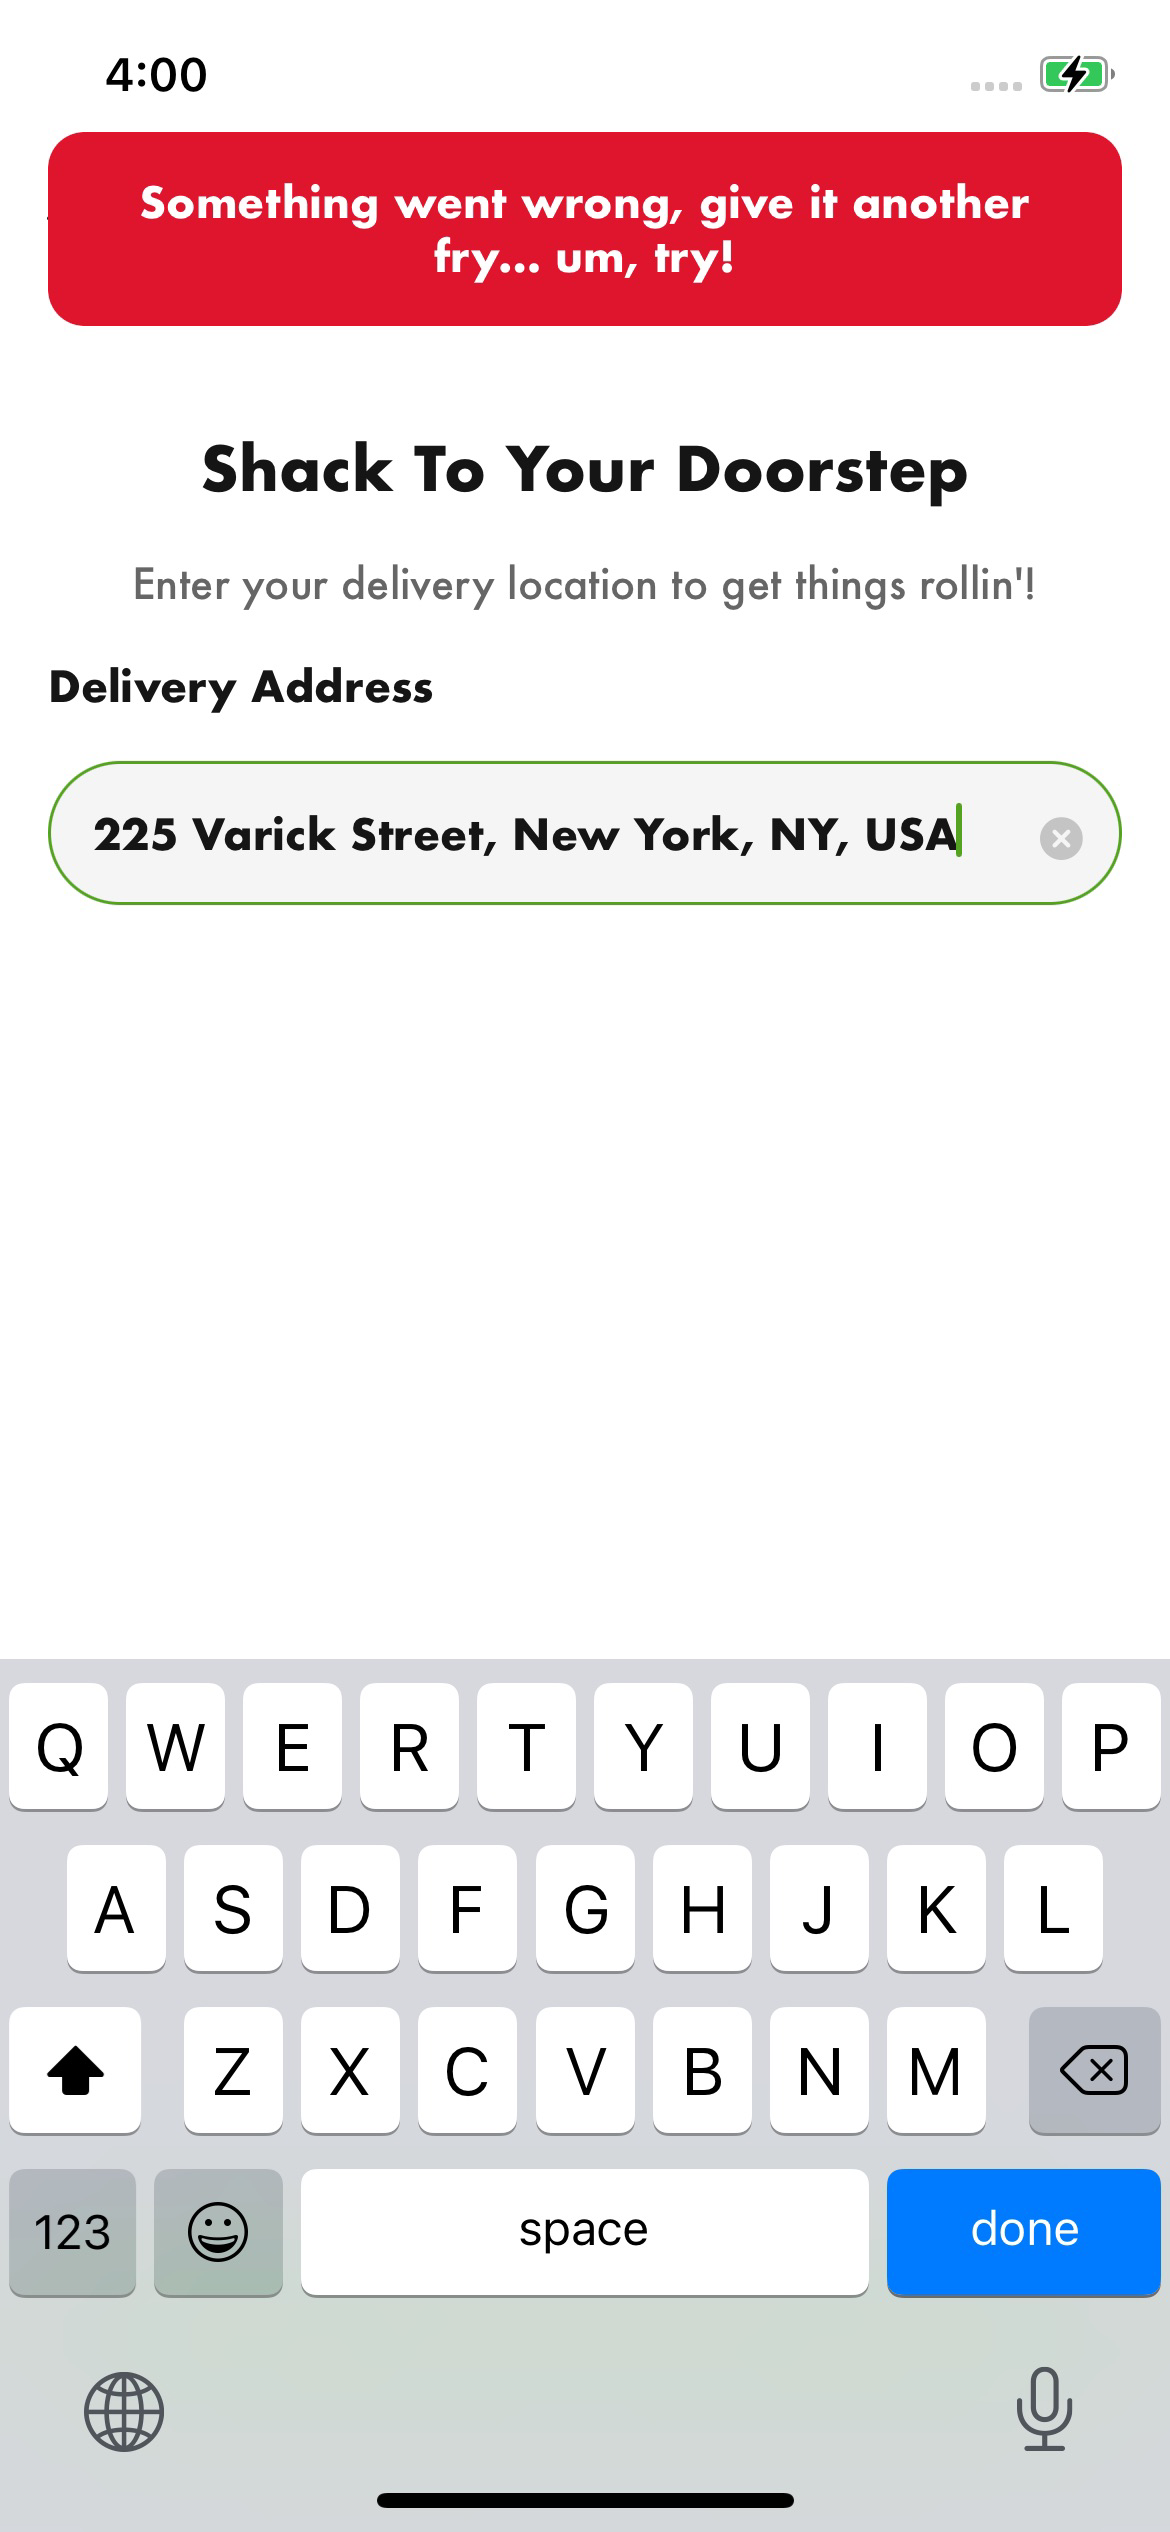 4:00
Something went wrong, give it another
fry... um, try!
Shack To Your Doorstep
Enter your delivery location to get things rollin'!
Delivery Address
225 Varick Street, New York, NY, USA
Q W E R T Y U I O P
A S D F G H J K L
Z X C V B N M
123 space done